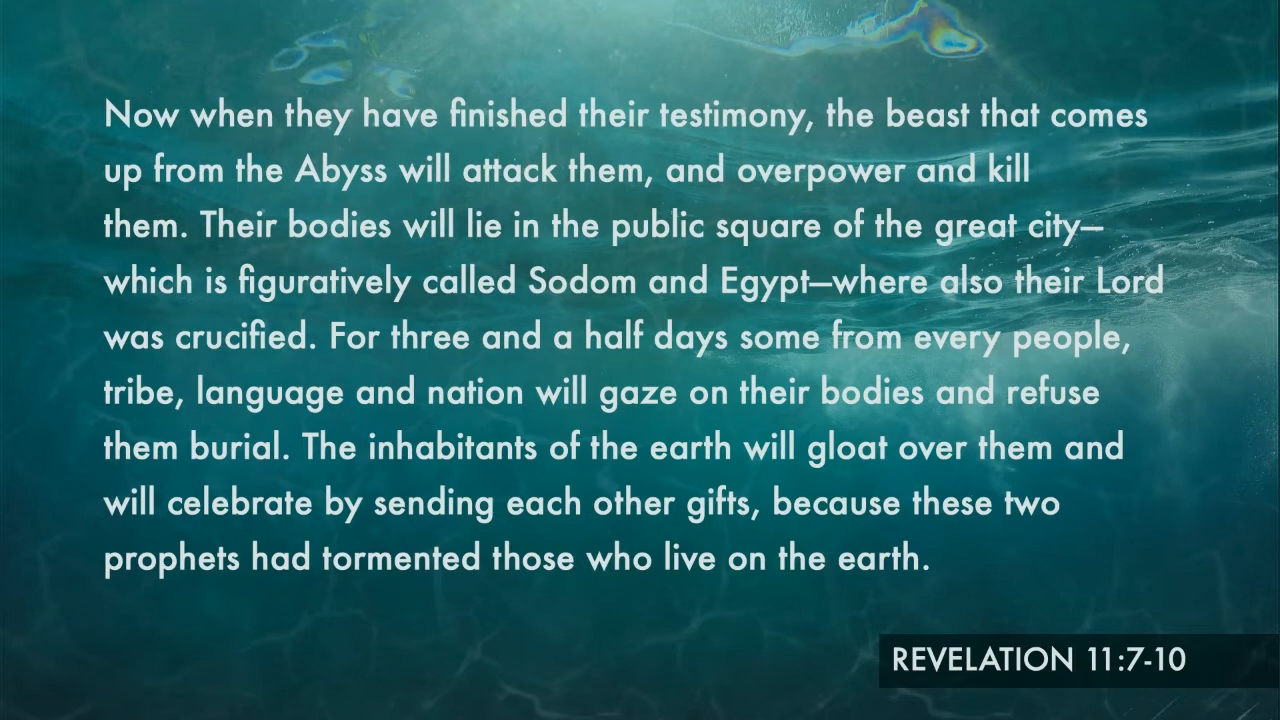 Now when they have finished their testimony, the beast that comes
up from the Abyss will attack them, and overpower and kill
them. Their bodies will lie in the public square of the great city—
which is figuratively called Sodom and Egypt—where also their Lord
was crucified. For three and a half days some from every people,
tribe, language and nation will gaze on their bodies and refuse
them burial. The inhabitants of the earth will gloat over them and
will celebrate by sending each other gifts, because these two
prophets had tormented those who live on the earth.
REVELATION 11:7-10